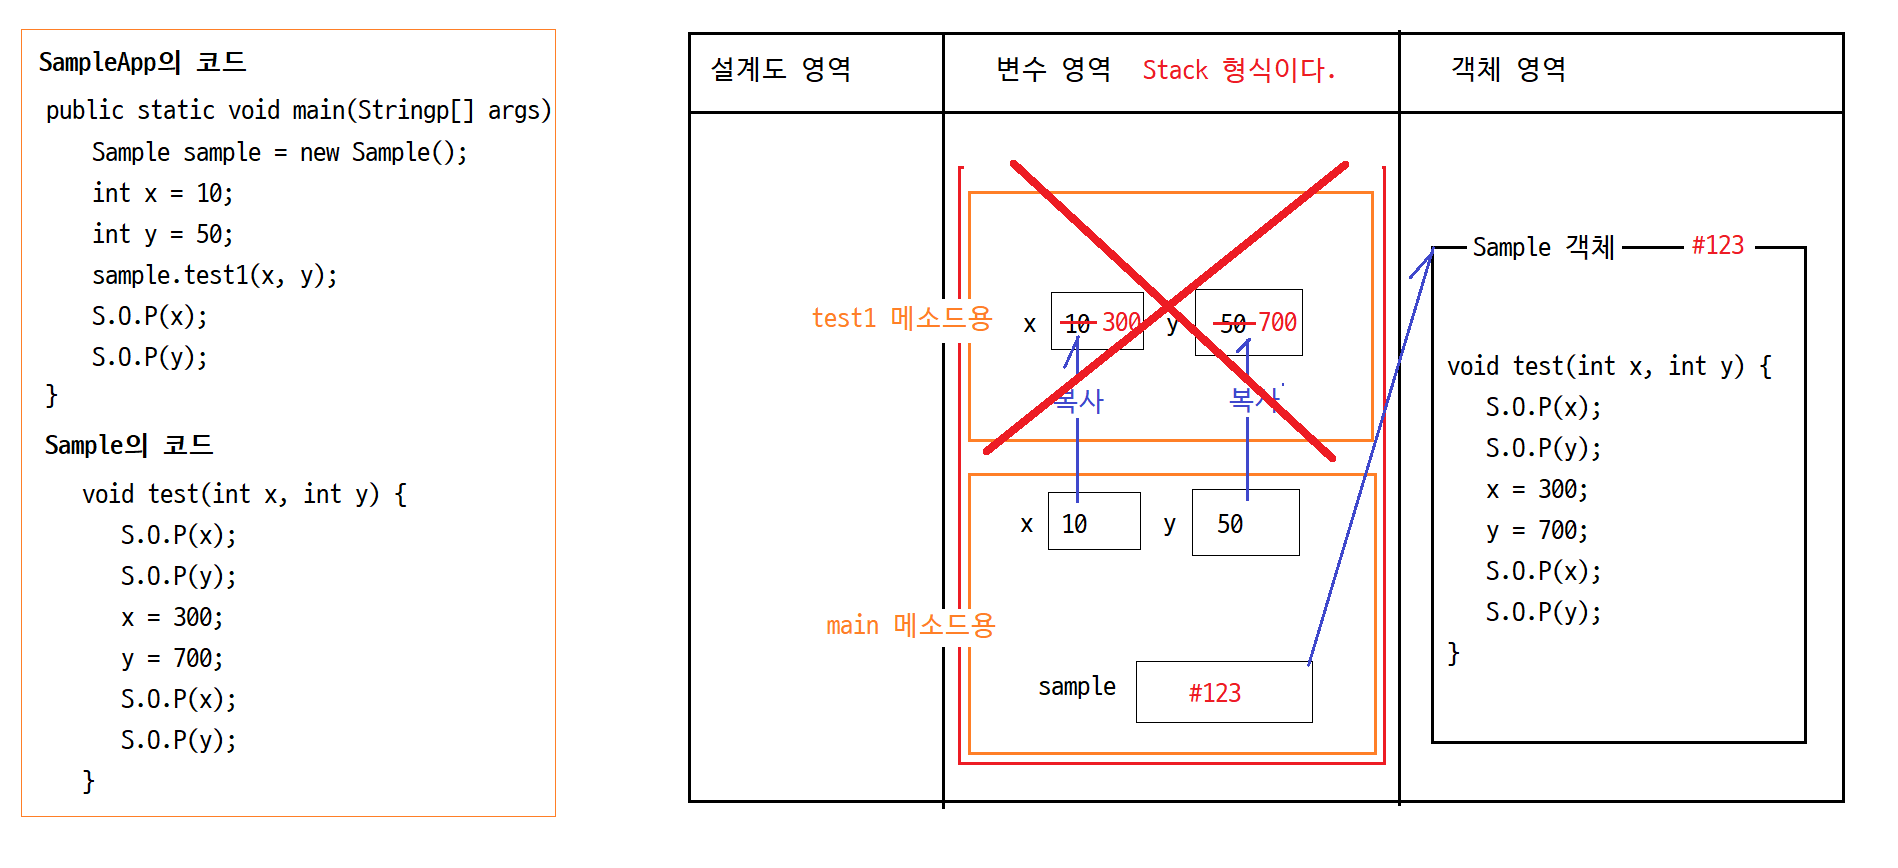 SampleApp의 코드
public static void main(Stringp[] args)
Sample sample = new Sample();
int x = 10;
int y = 50;
sample.test1(x, y);
S.O.P(x);
S.O.P(y);
}
Sample의 코드
void test(int x, int y) {
S.O.P(x);
S.O.P(y);
x = 300;
y = 700;
S.O.P(x);
S.O.P(y);
}
설계도 영역
변수 영역 Stack 형식이다.
객체 영역
test1 메소드용
x 10 300 y 50 700
복사 복사
x 10 y 50
main 메소드용
sample #123
Sample 객체 #123
void test(int x, int y) {
S.O.P(x);
S.O.P(y);
x = 300;
y = 700;
S.O.P(x);
S.O.P(y);
}